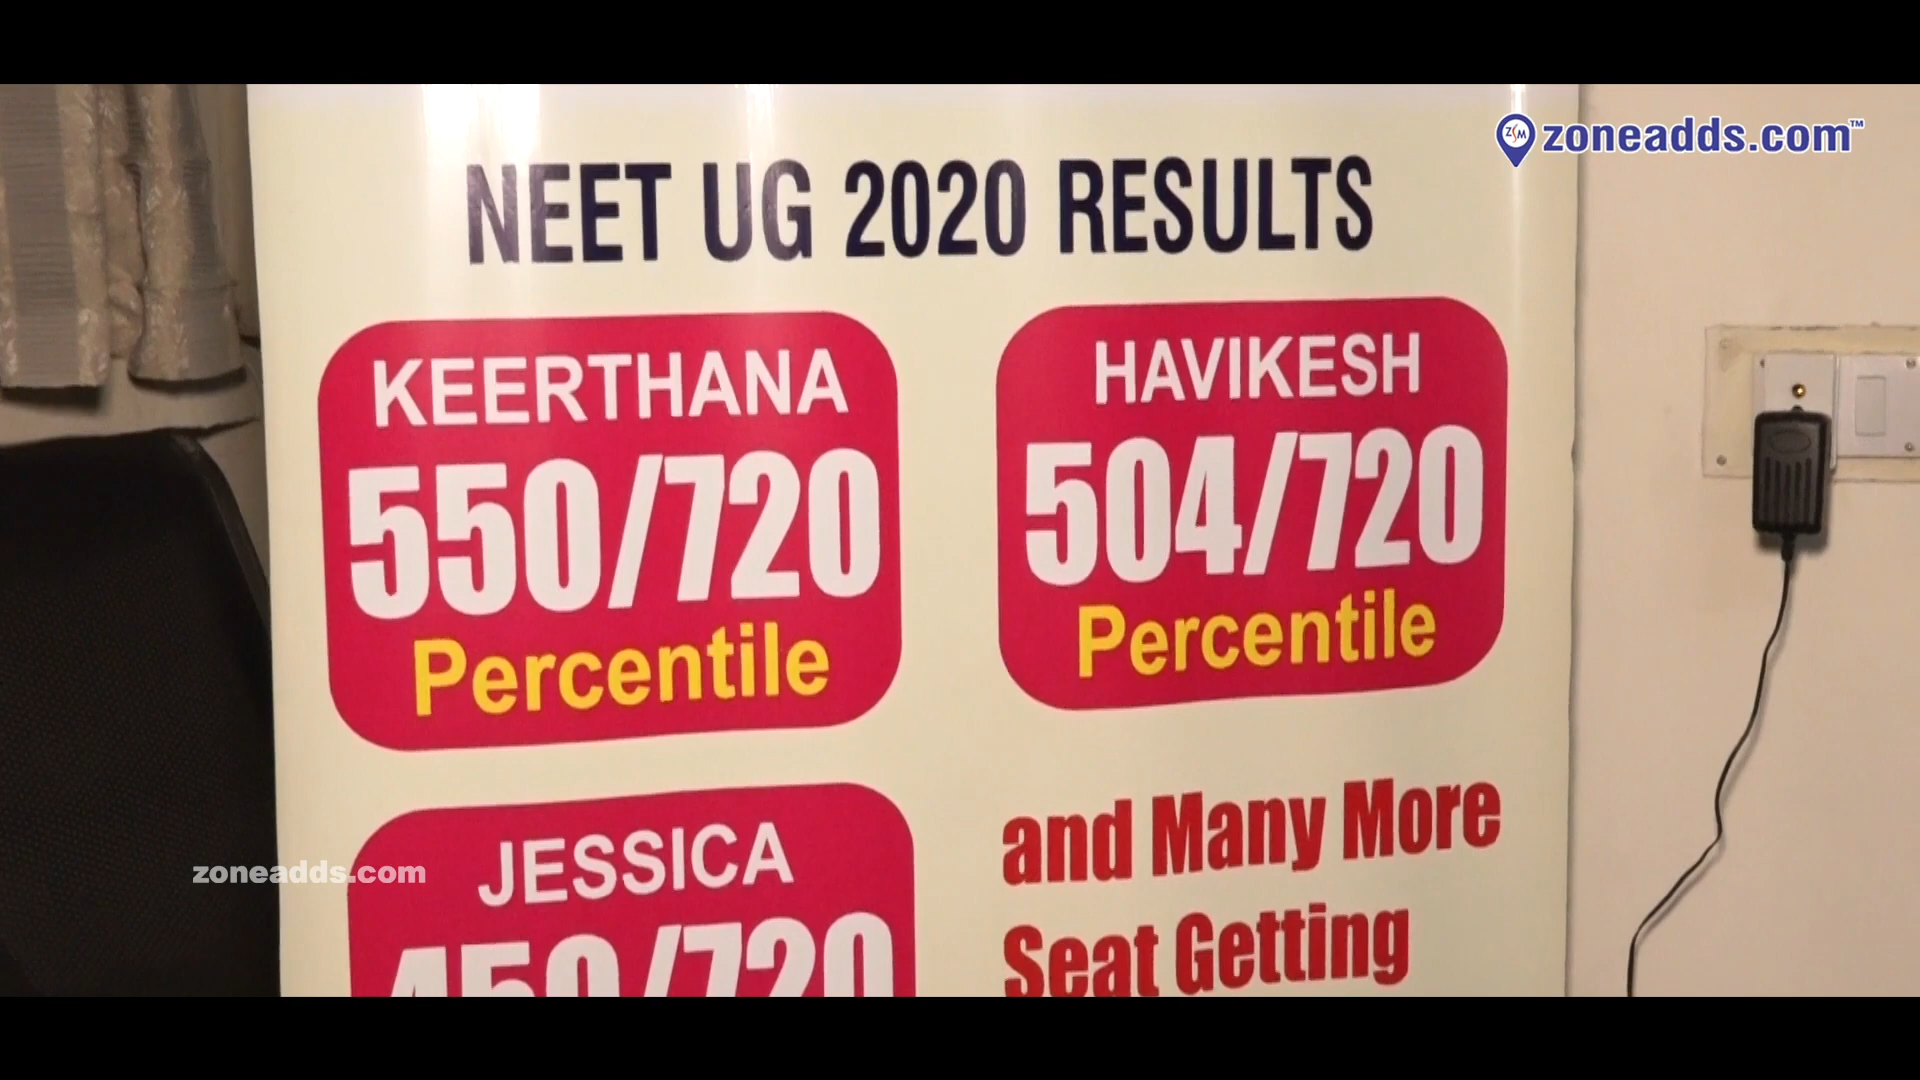 ZSM zoneadds.com™
NEET UG 2020 RESULTS
KEERTHANA
550/720
Percentile
HAVIKESH
504/720
Percentile
JESSICA
and Many More
Seat Getting
zoneadds.com